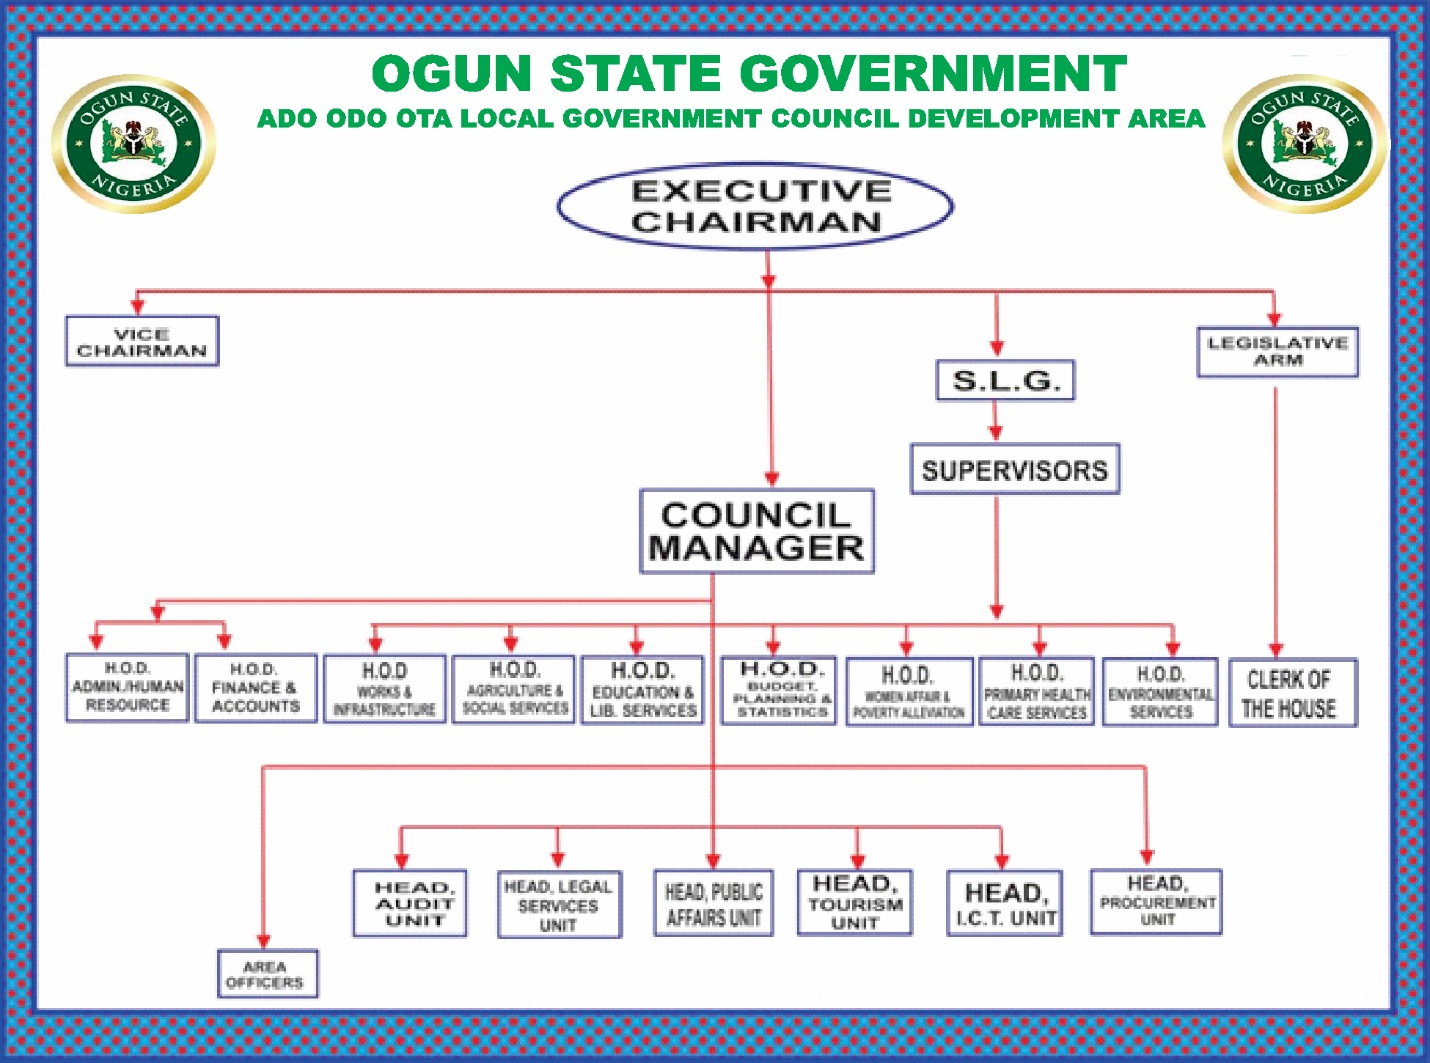 OGUN STATE GOVERNMENT
ADO ODO OTA LOCAL GOVERNMENT COUNCIL DEVELOPMENT AREA
OGUN STATE
NIGERIA
OGUN STATE
NIGERIA
EXECUTIVE
CHAIRMAN
VICE
CHAIRMAN
LEGISLATIVE
ARM
S.L.G.
SUPERVISORS
COUNCIL
MANAGER
H.O.D.
ADMIN./HUMAN
RESOURCE
H.O.D.
FINANCE &
ACCOUNTS
H.O.D
WORKS &
INFRASTRUCTURE
H.O.D.
AGRICULTURE &
SOCIAL SERVICES
H.O.D.
EDUCATION &
LIB. SERVICES
H.O.D.
BUDGET,
PLANNING &
STATISTICS
H.O.D.
WOMEN AFFAIR &
POVERTY ALLEVIATION
H.O.D.
PRIMARY HEALTH
CARE SERVICES
H.O.D.
ENVIRONMENTAL
SERVICES
CLERK OF
THE HOUSE
HEAD,
AUDIT
UNIT
HEAD, LEGAL
SERVICES
UNIT
HEAD, PUBLIC
AFFAIRS UNIT
HEAD,
TOURISM
UNIT
HEAD,
I.C.T. UNIT
HEAD,
PROCUREMENT
UNIT
AREA
OFFICERS